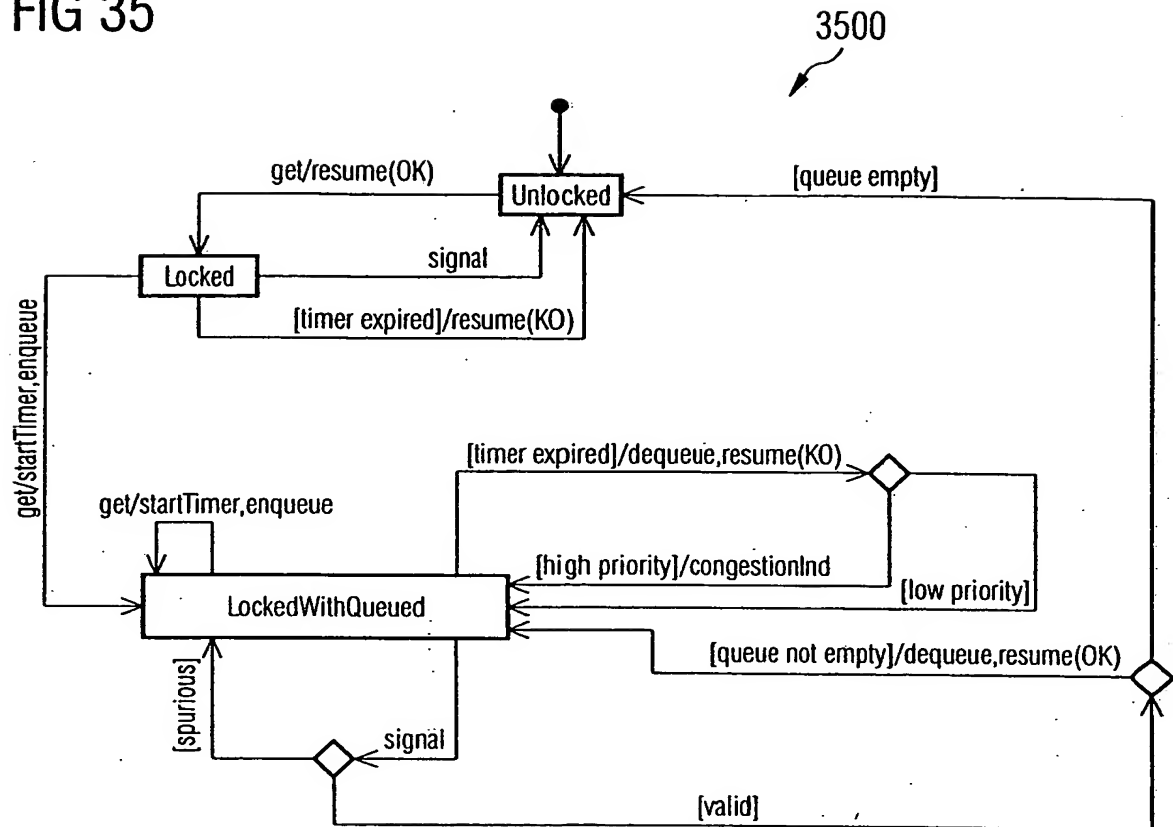 FIG 35
3500
get/resume(OK)
[queue empty]
Unlocked
signal
Locked
[timer expired]/resume(KO)
get/startTimer,enqueue
[timer expired]/dequeue,resume(KO)
get/startTimer,enqueue
[high priority]/congestionInd
[low priority]
LockedWithQueued
[queue not empty]/dequeue,resume(OK)
[spurious]
signal
[valid]